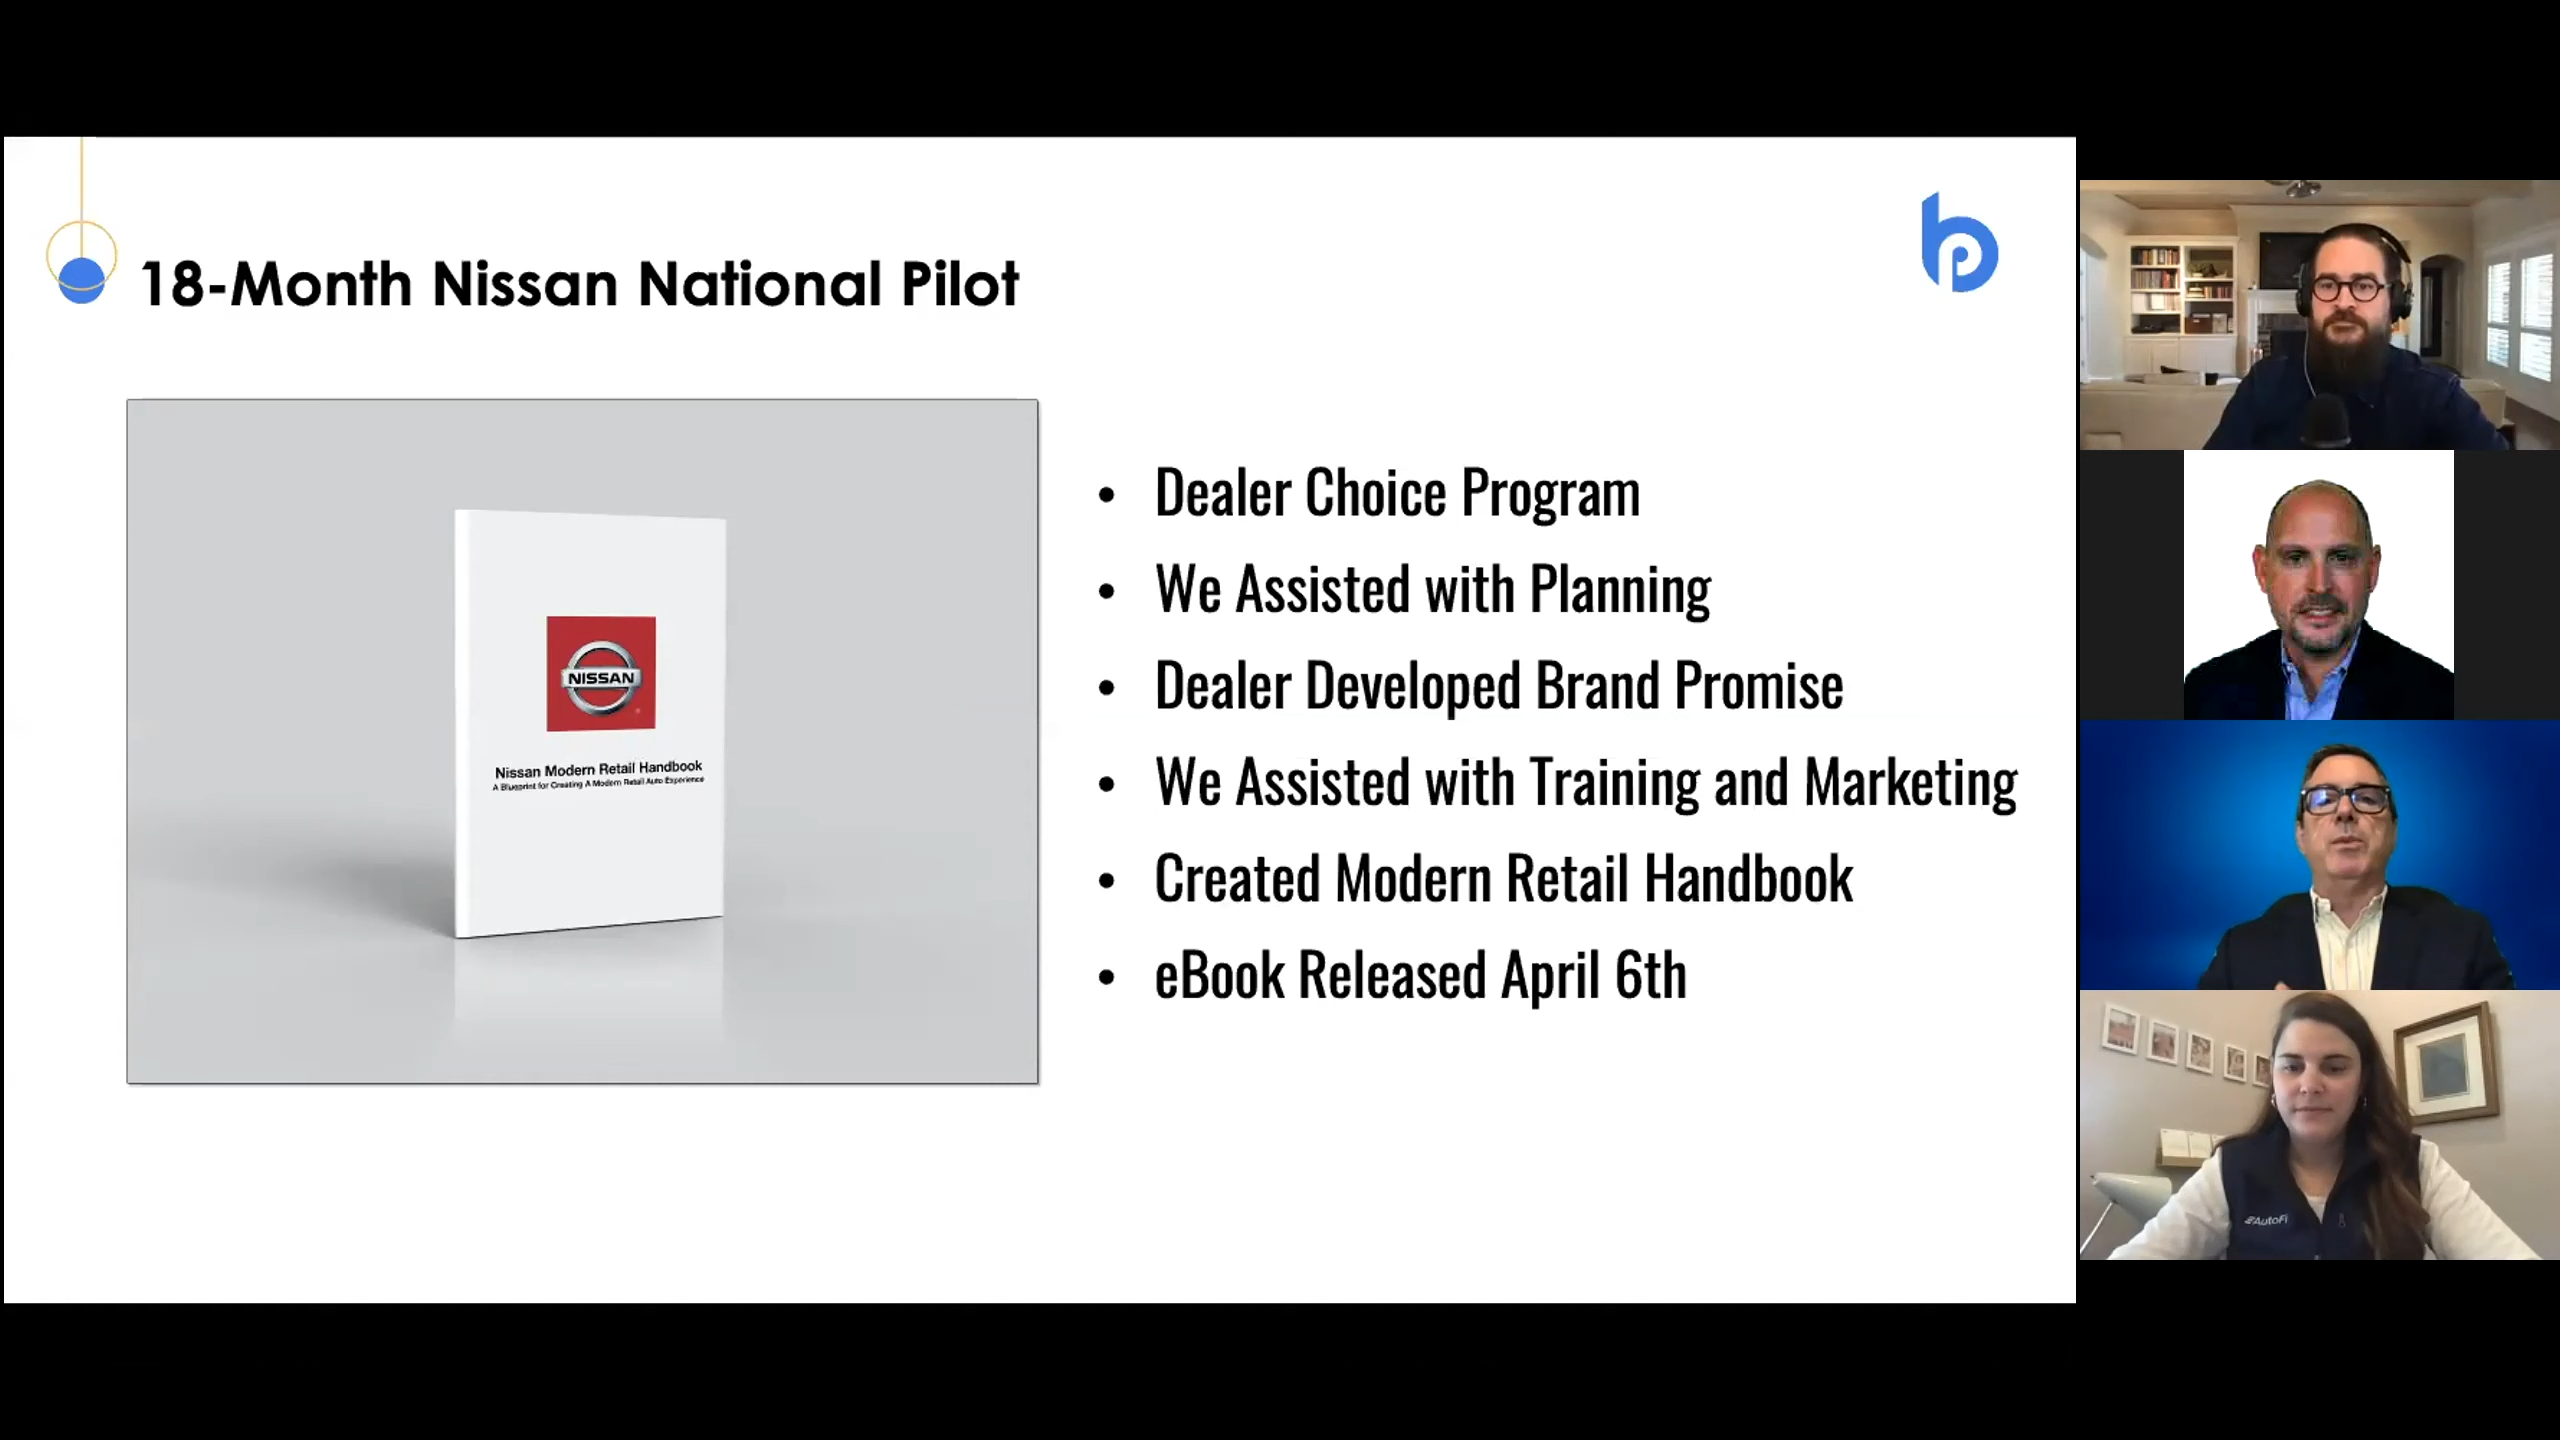 18-Month Nissan National Pilot
NISSAN
Nissan Modern Retail Handbook
A Blueprint for Creating A Modern Retail Auto Experience
• Dealer Choice Program
• We Assisted with Planning
• Dealer Developed Brand Promise
• We Assisted with Training and Marketing
• Created Modern Retail Handbook
• eBook Released April 6th
AutoFi